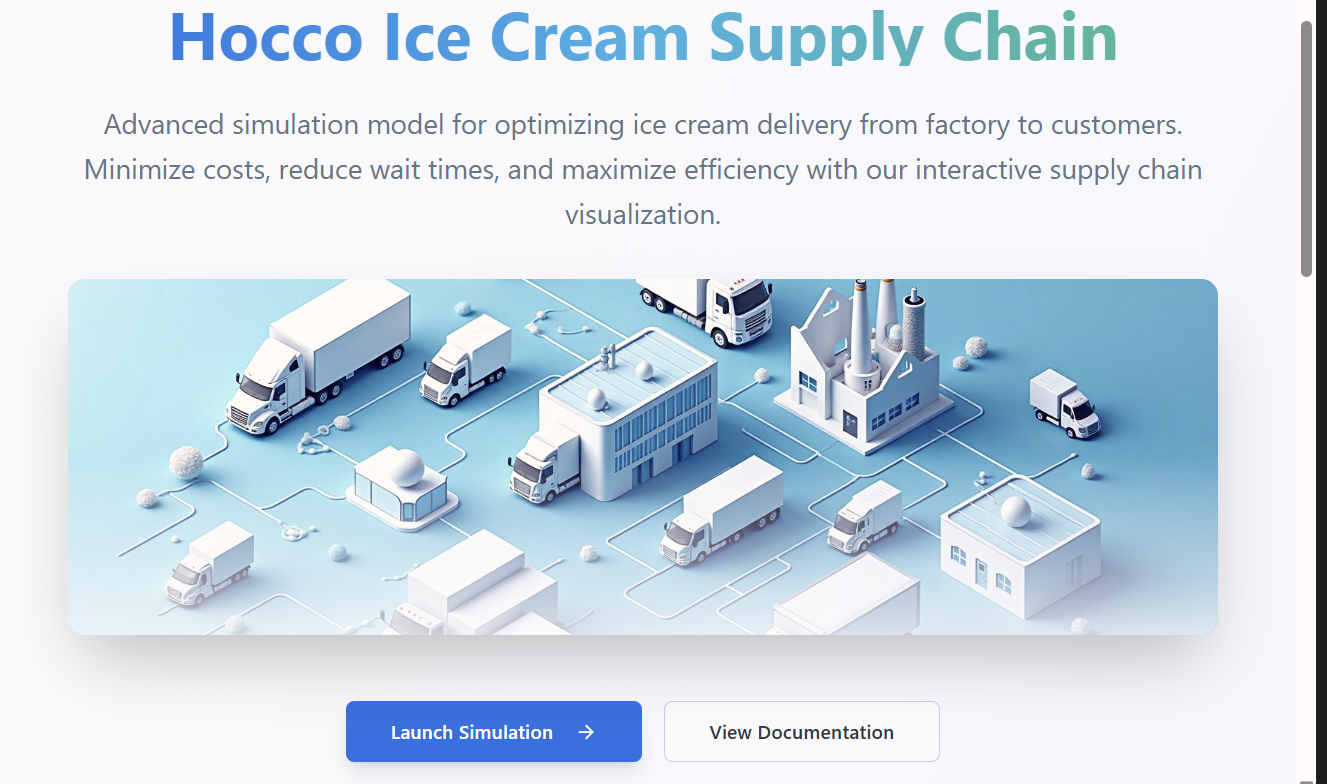 Hocco Ice Cream Supply Chain
Advanced simulation model for optimizing ice cream delivery from factory to customers.
Minimize costs, reduce wait times, and maximize efficiency with our interactive supply chain
visualization.
Launch Simulation →
View Documentation